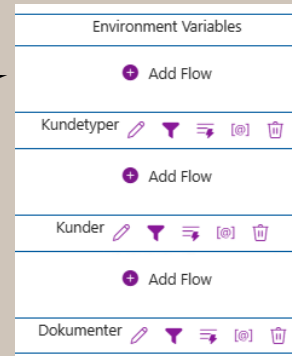 Environment Variables
Add Flow
Kundetyper [@]
Add Flow
Kunder [@]
Add Flow
Dokumenter [@]